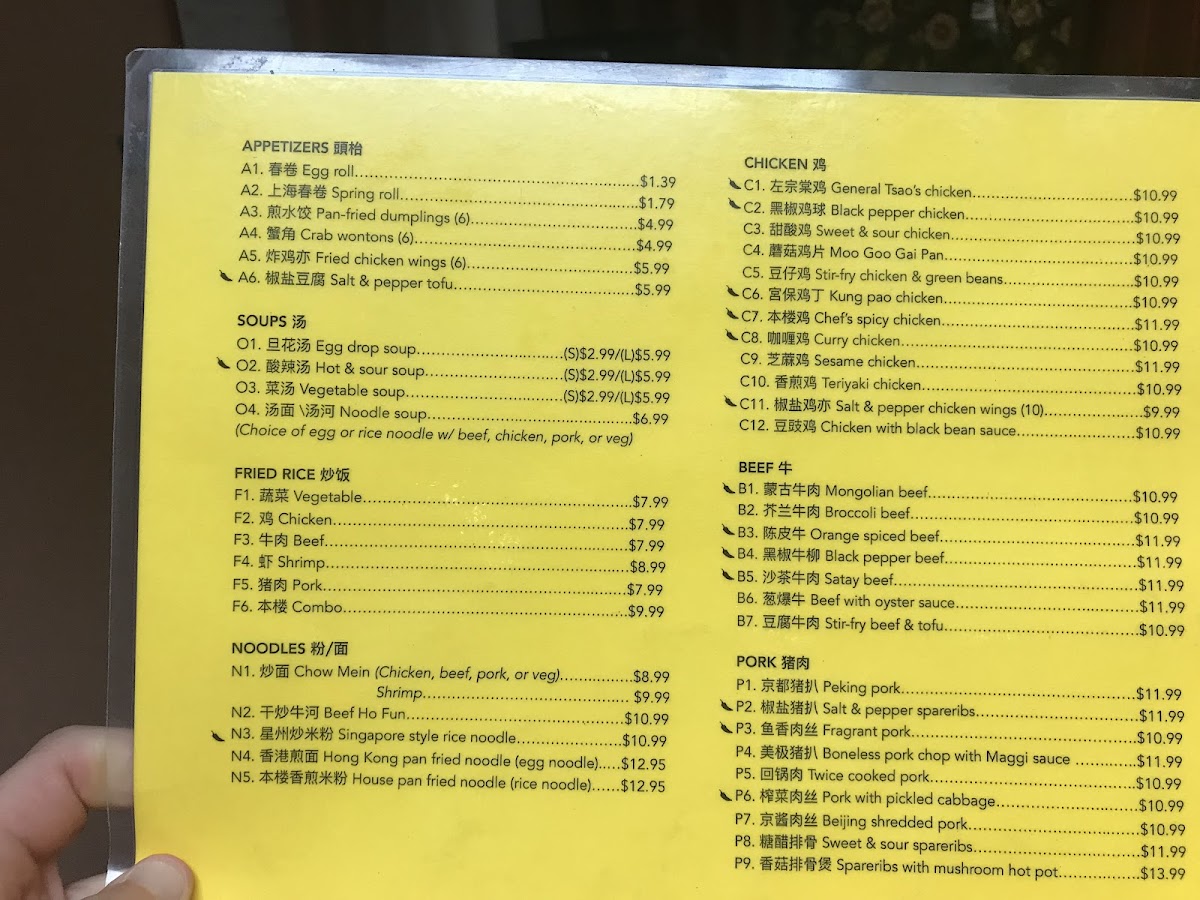 APPETIZERS 頭枱
A1. 春卷 Egg roll...$1.39
A2. 上海春卷 Spring roll...$1.79
A3. 煎水饺 Pan-fried dumplings (6)...$4.99
A4. 蟹角 Crab wontons (6)...$4.99
A5. 炸鸡亦 Fried chicken wings (6)...$5.99
A6. 椒盐豆腐 Salt & pepper tofu...$5.99
SOUPS 汤
O1. 旦花汤 Egg drop soup...(S)$2.99/(L)$5.99
O2. 酸辣汤 Hot & sour soup...(S)$2.99/(L)$5.99
O3. 菜汤 Vegetable soup...(S)$2.99/(L)$5.99
O4. 汤面 \汤河 Noodle soup...$6.99
(Choice of egg or rice noodle w/ beef, chicken, pork, or veg)
FRIED RICE 炒饭
F1. 蔬菜 Vegetable...$7.99
F2. 鸡 Chicken...$7.99
F3. 牛肉 Beef...$7.99
F4. 虾 Shrimp...$8.99
F5. 猪肉 Pork...$7.99
F6. 本楼 Combo...$9.99
NOODLES 粉/面
N1. 炒面 Chow Mein (Chicken, beef, pork, or veg)...$8.99
Shrimp...$9.99
N2. 干炒牛河 Beef Ho Fun...$10.99
N3. 星州炒米粉 Singapore style rice noodle...$10.99
N4. 香港煎面 Hong Kong pan fried noodle (egg noodle)...$12.95
N5. 本楼香煎米粉 House pan fried noodle (rice noodle)...$12.95
CHICKEN 鸡
C1. 左宗棠鸡 General Tsao's chicken...$10.99
C2. 黑椒鸡球 Black pepper chicken...$10.99
C3. 甜酸鸡 Sweet & sour chicken...$10.99
C4. 蘑菇鸡片 Moo Goo Gai Pan...$10.99
C5. 豆仔鸡 Stir-fry chicken & green beans...$10.99
C6. 宫保鸡丁 Kung pao chicken...$10.99
C7. 本楼鸡 Chef's spicy chicken...$11.99
C8. 咖喱鸡 Curry chicken...$10.99
C9. 芝麻鸡 Sesame chicken...$11.99
C10. 香煎鸡 Teriyaki chicken...$10.99
C11. 椒盐鸡亦 Salt & pepper chicken wings (10)...$9.99
C12. 豆豉鸡 Chicken with black bean sauce...$10.99
BEEF 牛
B1. 蒙古牛肉 Mongolian beef...$10.99
B2. 芥兰牛肉 Broccoli beef...$10.99
B3. 陈皮牛肉 Orange spiced beef...$11.99
B4. 黑椒牛柳 Black pepper beef...$11.99
B5. 沙茶牛肉 Satay beef...$11.99
B6. 葱爆牛 Beef with oyster sauce...$11.99
B7. 豆腐牛肉 Stir-fry beef & tofu...$10.99
PORK 猪肉
P1. 京都猪扒 Peking pork...$11.99
P2. 椒盐猪扒 Salt & pepper spareribs...$11.99
P3. 鱼香肉丝 Fragrant pork...$10.99
P4. 美极猪扒 Boneless pork chop with Maggi sauce ...$11.99
P5. 回锅肉 Twice cooked pork...$10.99
P6. 榨菜肉丝 Pork with pickled cabbage...$10.99
P7. 京酱肉丝 Beijing shredded pork...$10.99
P8. 糖醋排骨 Sweet & sour spareribs...$11.99
P9. 香菇排骨煲 Spareribs with mushroom hot pot...$13.99